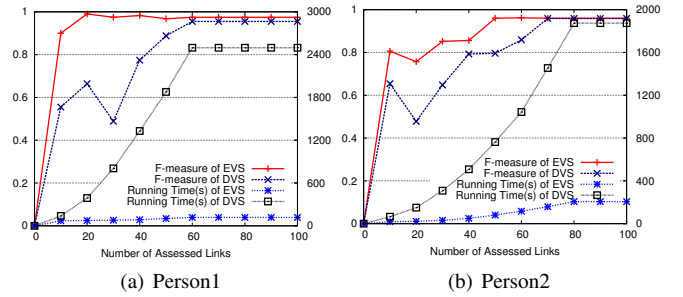 1
0.8
0.6
0.4
0.2
0
3000
2400
1800
1200
600
0
F-measure of EVS
F-measure of DVS
Running Time(s) of EVS
Running Time(s) of DVS
0 20 40 60 80 100
Number of Assessed Links
(a) Person1
1
0.8
0.6
0.4
0.2
0
2000
1600
1200
800
400
0
F-measure of EVS
F-measure of DVS
Running Time(s) of EVS
Running Time(s) of DVS
0 20 40 60 80 100
Number of Assessed Links
(b) Person2